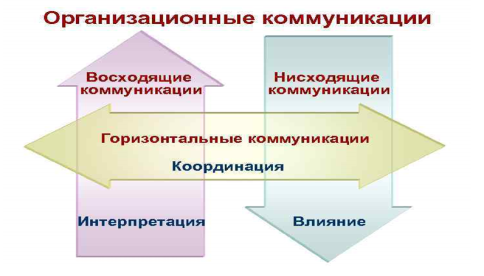 Организационные коммуникации
Восходящие
коммуникации
Нисходящие
коммуникации
Горизонтальные коммуникации
Координация
Интерпретация
Влияние